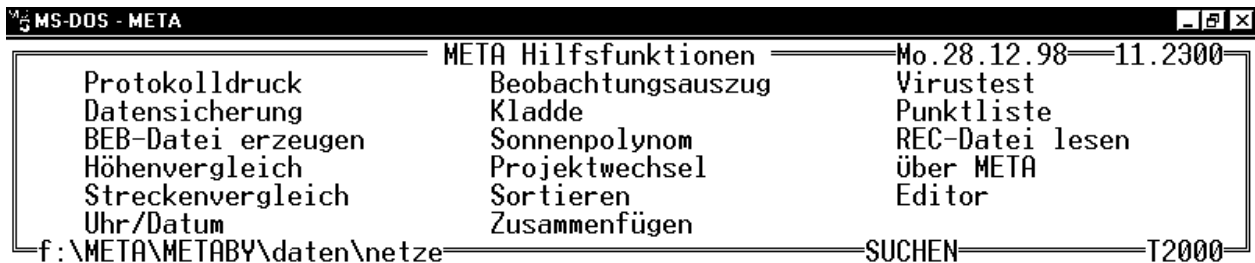 MS-DOS - META
META Hilfsfunktionen Mo.28.12.98 11.2300
Protokolldruck Beobachtungsauszug Virustest
Datensicherung Kladde Punktliste
BEB-Datei erzeugen Sonnenpolynom REC-Datei lesen
Höhenvergleich Projektwechsel über META
Streckenvergleich Sortieren Editor
Uhr/Datum Zusammenfügen
f:\META\METABY\daten\netze SUCHEN T2000